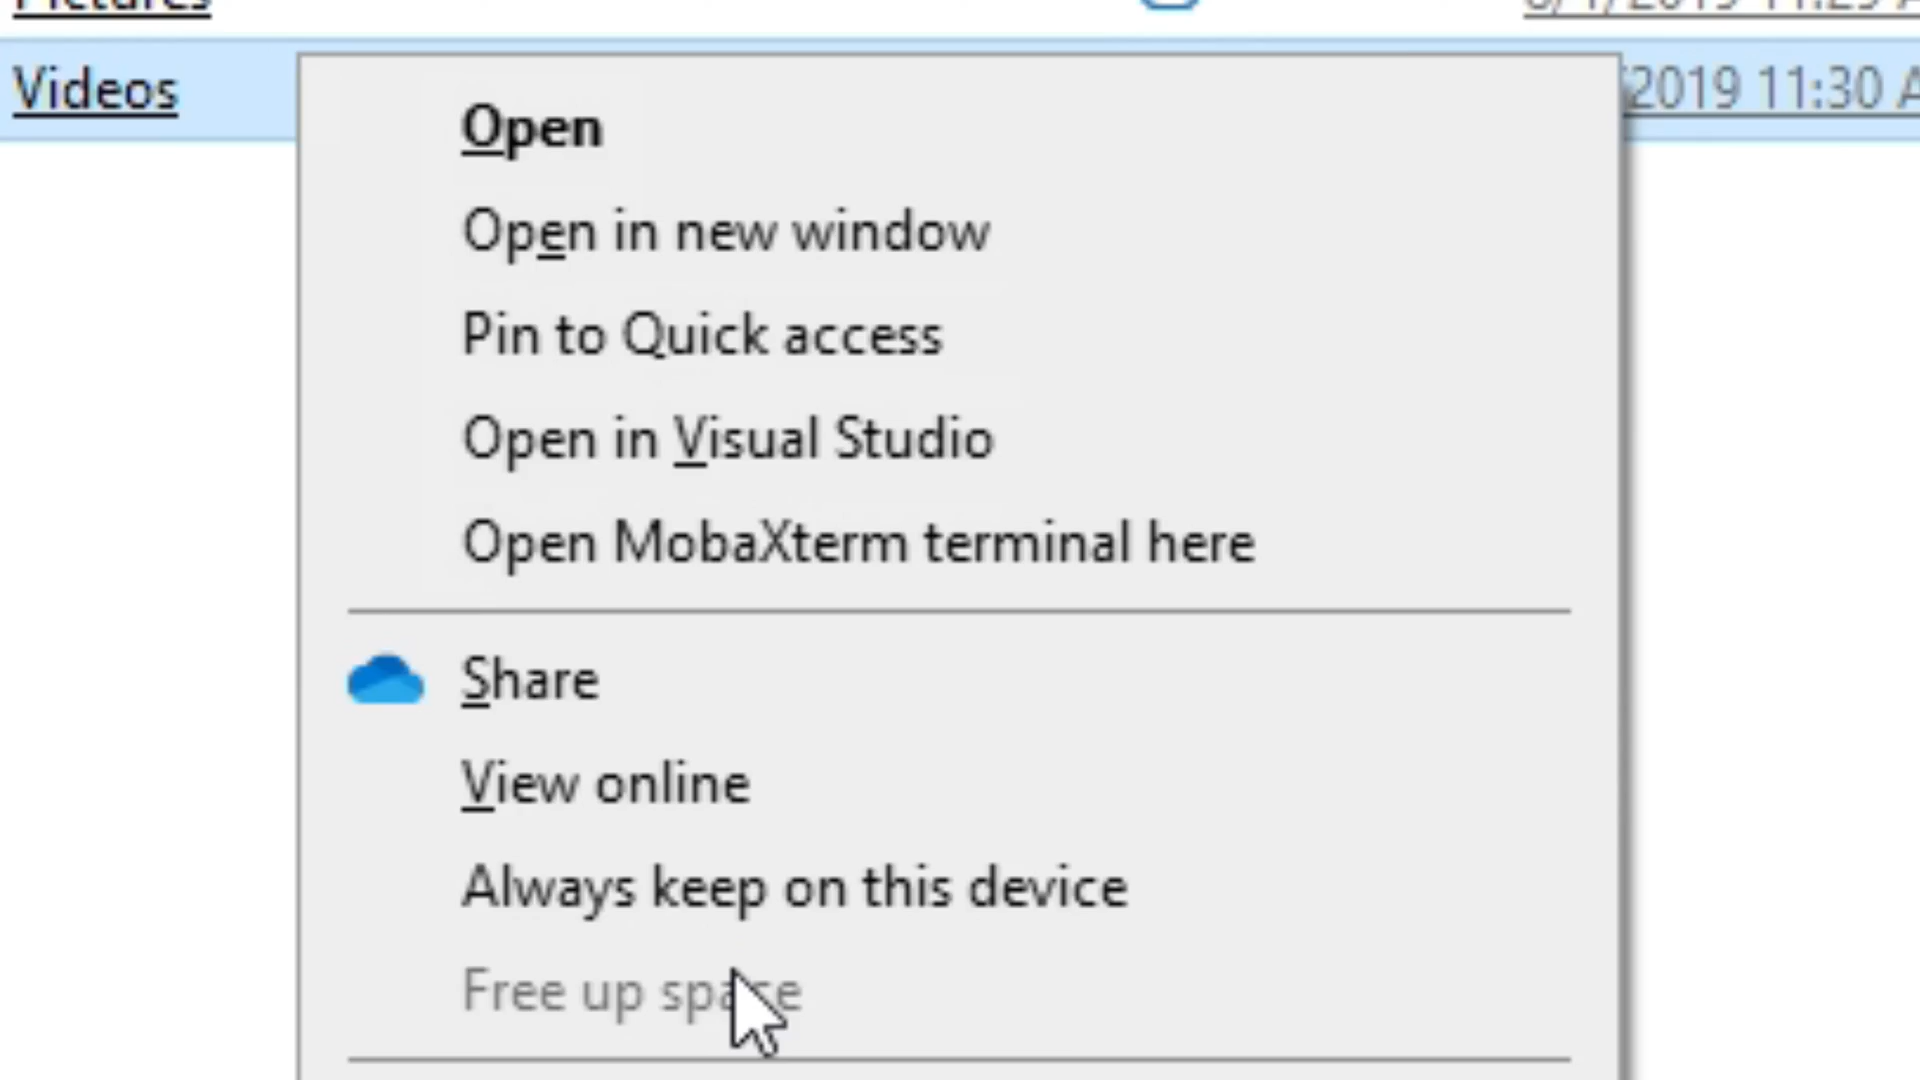 Pictures
Videos
2019 11:30 A
Open
Open in new window
Pin to Quick access
Open in Visual Studio
Open MobaXterm terminal here
Share
View online
Always keep on this device
Free up space